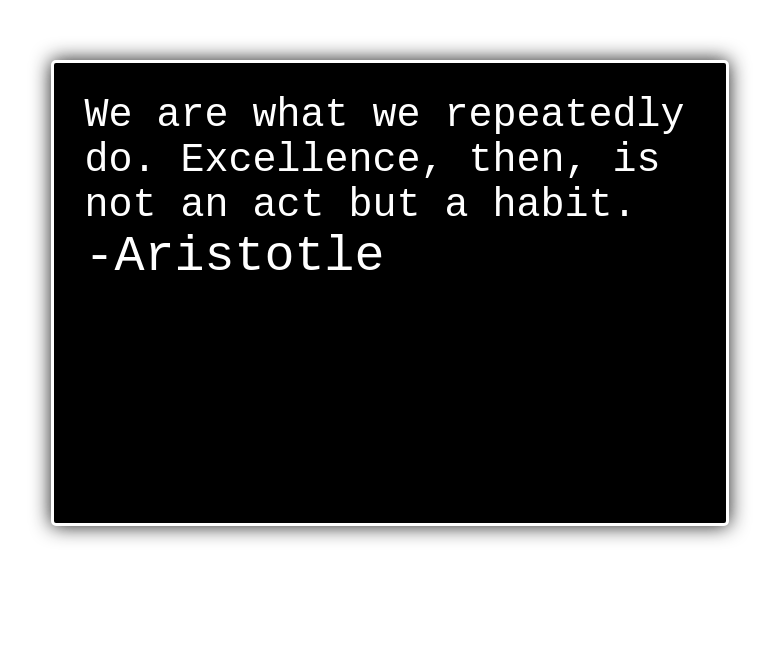 We are what we repeatedly
do. Excellence, then, is
not an act but a habit.
-Aristotle